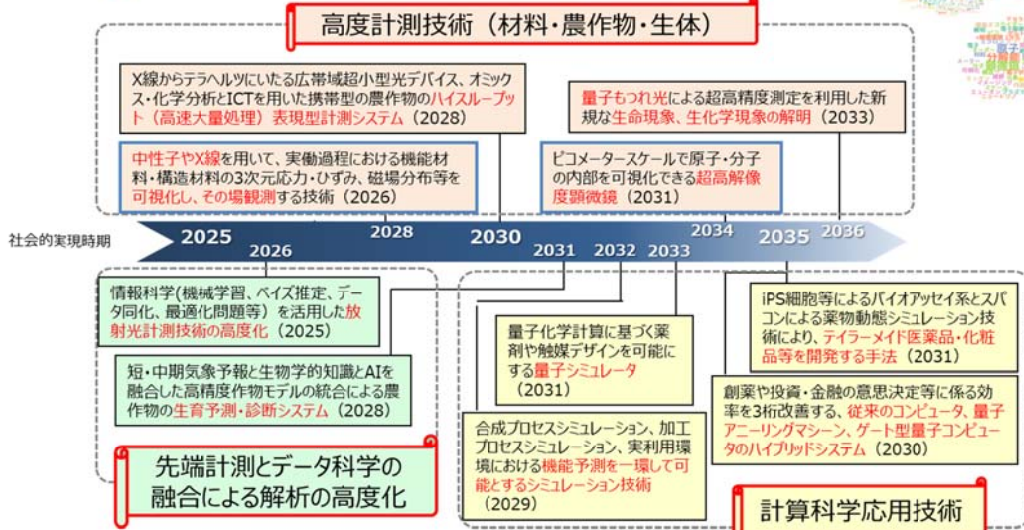 高度計測技術（材料・農作物・生体）
X線からテラヘルツにいたる広帯域超小型光デバイス、オミック
ス・化学分析とICTを用いた携帯型の農作物のハイスループッ
ト（高速大量処理）表現型計測システム（2028）
量子もつれ光による超高精度測定を利用した新
規な生命現象、生化学現象の解明（2033）
中性子やX線を用いて、実働過程における機能材
料・構造材料の3次元応力・ひずみ、磁場分布等を
可視化し、その場観測する技術（2026）
ピコメータースケールで原子・分子
の内部を可視化できる超高解像
度顕微鏡（2031）
社会的実現時期
2025
2026
2028
2030
2031
2032
2033
2034
2035
2036
情報科学(機械学習、ベイズ推定、デー
タ同化、最適化問題等）を活用した放
射光計測技術の高度化（2025）
短・中期気象予報と生物学的知識とAIを
融合した高精度作物モデルの統合による農
作物の生育予測・診断システム（2028）
先端計測とデータ科学の
融合による解析の高度化
量子化学計算に基づく薬
剤や触媒デザインを可能に
する量子シミュレータ
（2031）
合成プロセスシミュレーション、加工
プロセスシミュレーション、実利用環
境における機能予測を一環して可
能とするシミュレーション技術
（2029）
iPS細胞等によるバイオアッセイ系とスパ
コンによる薬物動態シミュレーション技
術により、テイラーメイド医薬品・化粧
品等を開発する手法（2031）
創薬や投資・金融の意思決定等に係る効
率を3桁改善する、従来のコンピュータ、量子
アニーリングマシーン、ゲート型量子コンピュー
タのハイブリッドシステム（2030）
計算科学応用技術